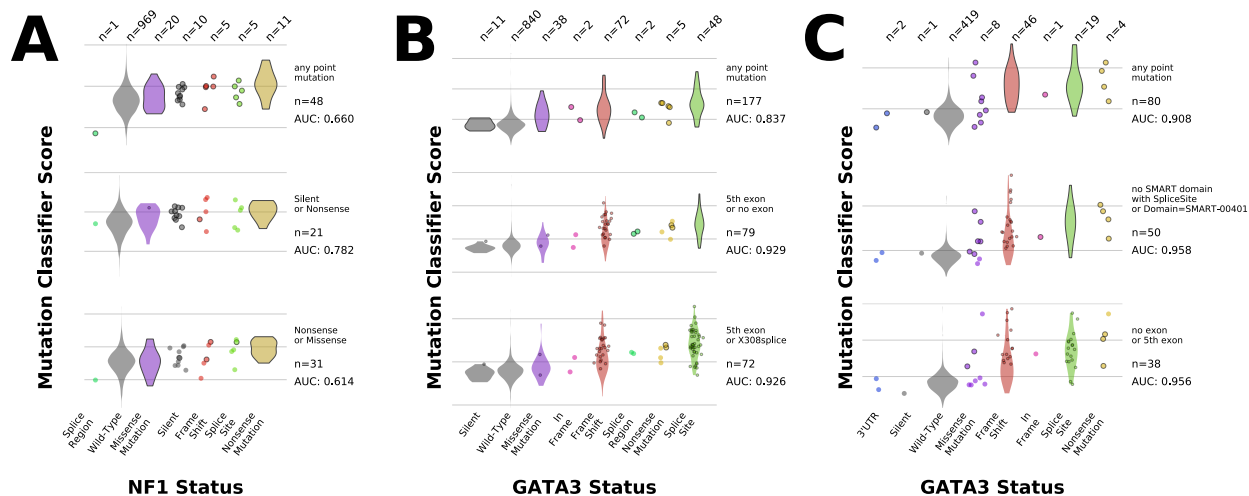 A
n=1
n=969
n=20
n=10
n=5
n=5
n=11
Mutation Classifier Score
any point
mutation
n=48
AUC: 0.660
Silent
or Nonsense
n=21
AUC: 0.782
Nonsense
or Missense
n=31
AUC: 0.614
Splice
Region
Wild-Type
Missense
Mutation
Silent
Frame
Shift
Splice
Site
Nonsense
Mutation
NF1 Status
B
n=11
n=840
n=38
n=2
n=72
n=2
n=5
n=48
Mutation Classifier Score
any point
mutation
n=177
AUC: 0.837
5th exon
or no exon
n=79
AUC: 0.929
5th exon
or X308splice
n=72
AUC: 0.926
Silent
Wild-Type
Missense
Mutation
In
Frame
Frame
Shift
Splice
Region
Nonsense
Mutation
Splice
Site
GATA3 Status
C
n=2
n=1
n=419
n=8
n=46
n=1
n=19
n=4
Mutation Classifier Score
any point
mutation
n=80
AUC: 0.908
no SMART domain
with SpliceSite
or Domain=SMART-00401
n=50
AUC: 0.958
no exon
or 5th exon
n=38
AUC: 0.956
3'UTR
Silent
Wild-Type
Missense
Mutation
Frame
Shift
In
Frame
Splice
Site
Nonsense
Mutation
GATA3 Status